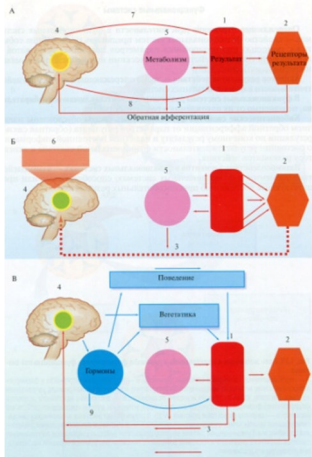 А
7
4
5
1
2
Метаболизм
Результат
Рецепторы
результата
8
3
Обратная афферентация
Б
6
1
4
5
2
3
В
Поведение
4
Вегетатика
5
1
2
Гормоны
9
3